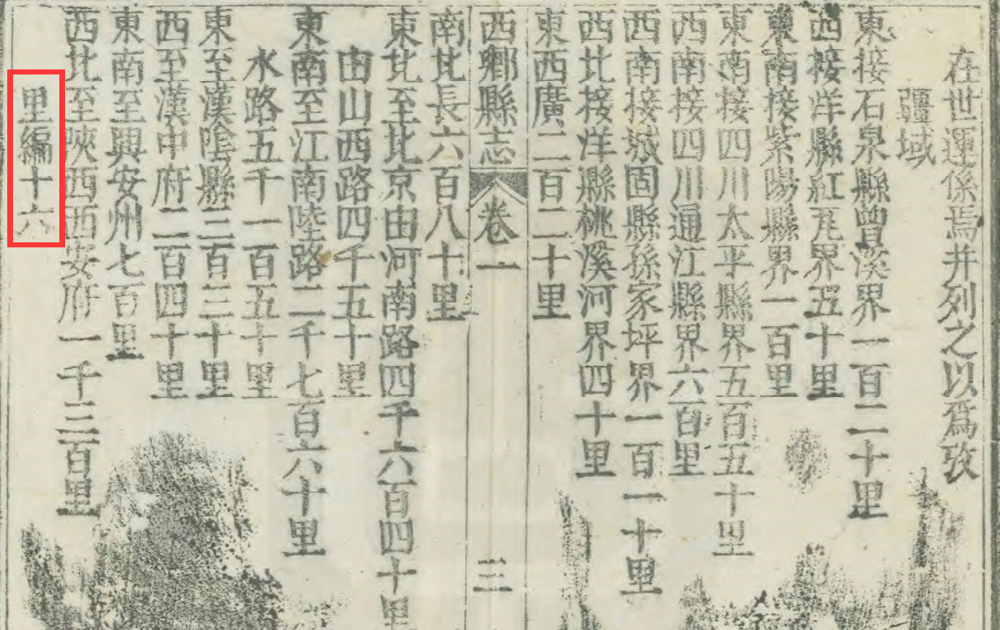 在世運係焉并列之以爲攷
疆域
東接石泉縣曾溪界一百二十里
西接洋縣紅𤬪界五十里
東南接紫陽縣界一百里
東南接四川太平縣界五百五十里
西南接四川通江縣界六百里
西南接城固縣孫家坪界一百一十里
西北接洋縣桃溪河界四十里
東西廣二百二十里
西鄉縣志 卷一 三
南北長六百八十里
東北至北京由河南路四千六百四十里
由山西路四千五十里
東南至江南陸路二千七百六十里
水路五千一百五十里
東至漢陰縣三百三十里
西至漢中府二百四十里
東南至興安州七百里
西北至陝西西安府一千三百里
里編十六